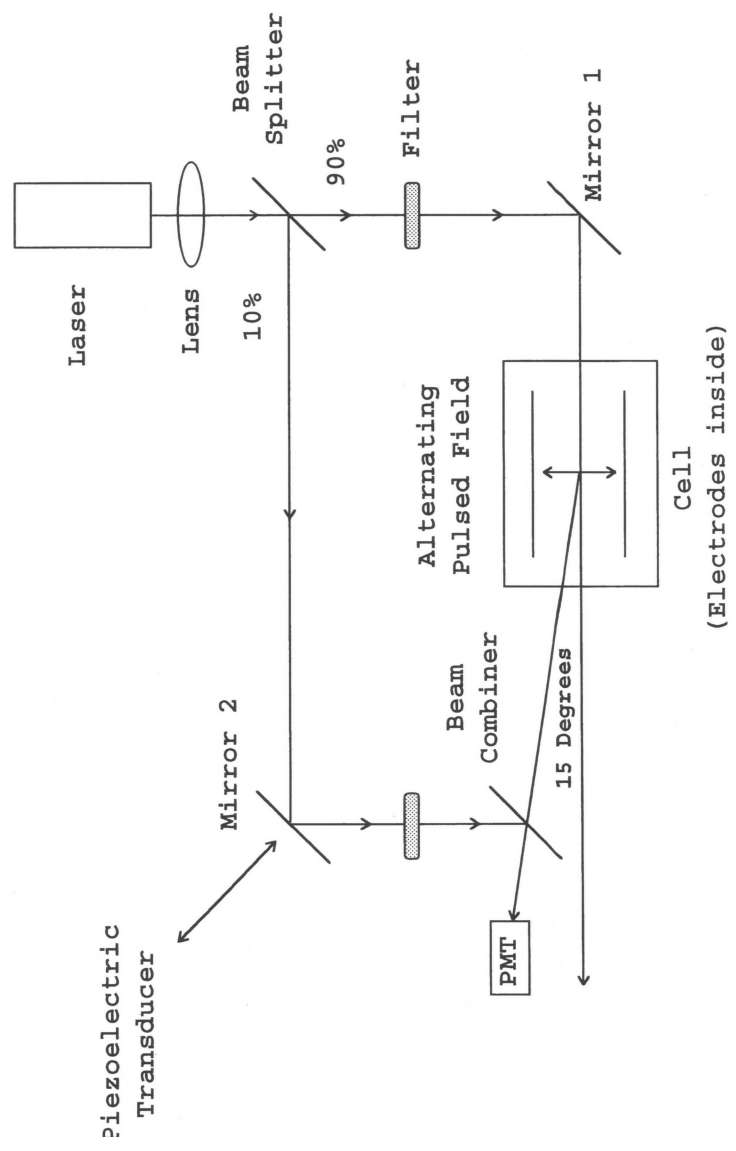 Laser
Lens
Beam
Splitter
10%
90%
Filter
Mirror 1
Alternating
Pulsed Field
Cell
(Electrodes inside)
Mirror 2
Beam
Combiner
15 Degrees
PMT
Piezoelectric
Transducer